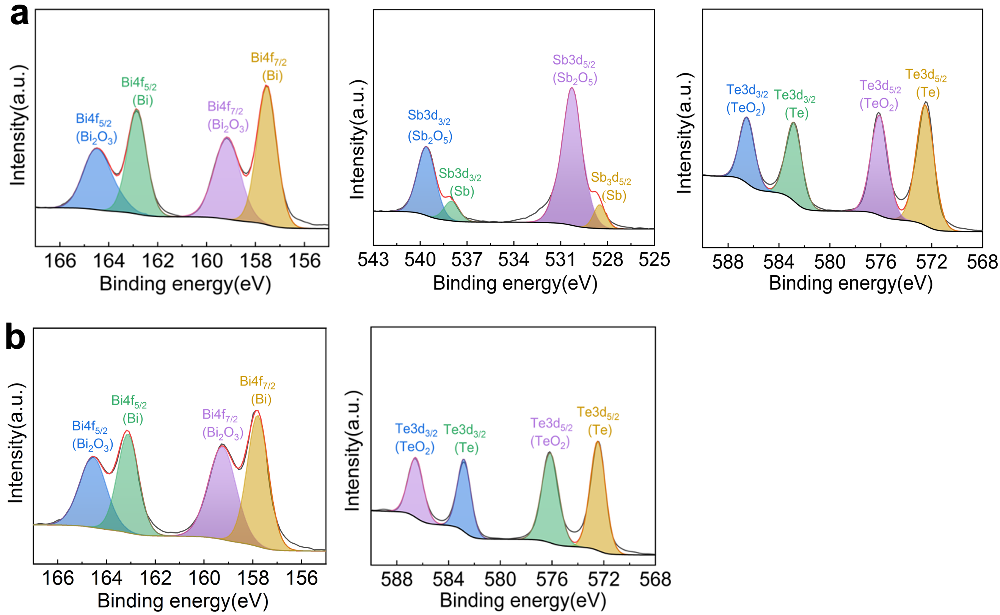 a
Intensity(a.u.)
Bi4f5/2
(Bi2O3)
Bi4f5/2
(Bi)
Bi4f7/2
(Bi2O3)
Bi4f7/2
(Bi)
166 164 162 160 158 156
Binding energy(eV)
Intensity(a.u.)
Sb3d3/2
(Sb2O5)
Sb3d3/2
(Sb)
Sb3d5/2
(Sb2O5)
Sb3d5/2
(Sb)
543 540 537 534 531 528 525
Binding energy(eV)
Intensity(a.u.)
Te3d3/2
(TeO2)
Te3d3/2
(Te)
Te3d5/2
(TeO2)
Te3d5/2
(Te)
588 584 580 576 572 568
Binding energy(eV)
b
Intensity(a.u.)
Bi4f5/2
(Bi2O3)
Bi4f5/2
(Bi)
Bi4f7/2
(Bi2O3)
Bi4f7/2
(Bi)
166 164 162 160 158 156
Binding energy(eV)
Intensity(a.u.)
Te3d3/2
(TeO2)
Te3d3/2
(Te)
Te3d5/2
(TeO2)
Te3d5/2
(Te)
588 584 580 576 572 568
Binding energy(eV)